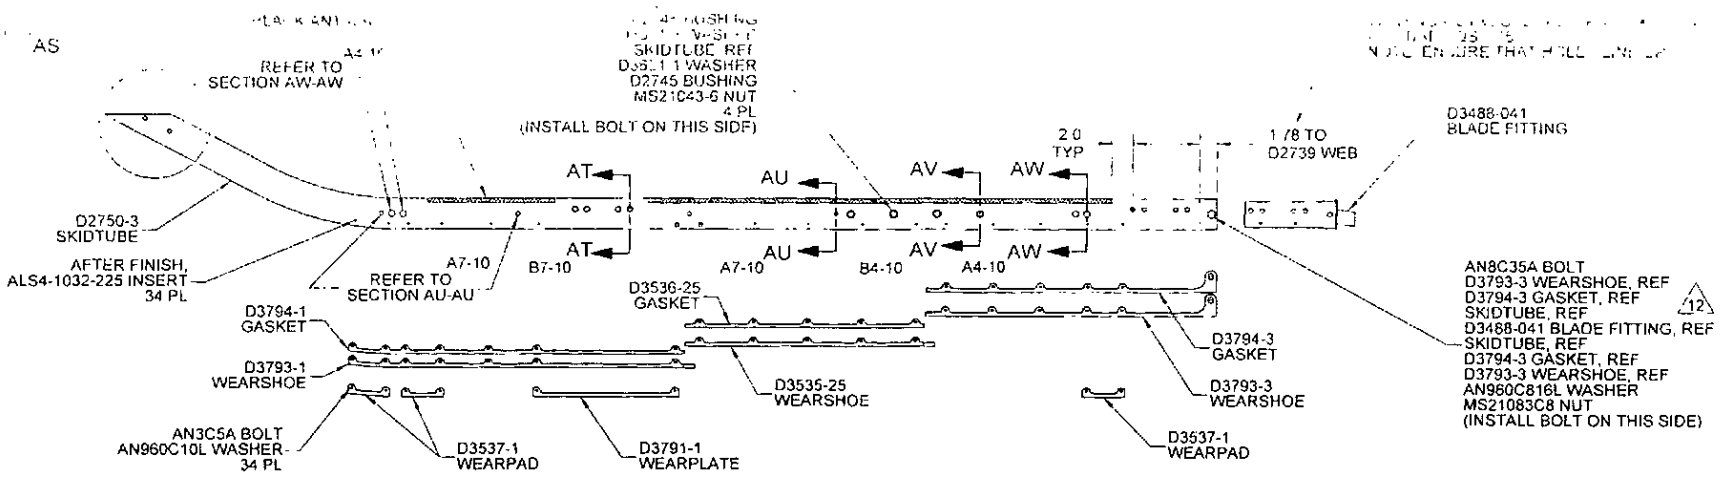 AS
REFER TO
SECTION AW-AW
SKIDTUBE, REF
WASHER
D2745 BUSHING
MS21043-6 NUT
4 PL
(INSTALL BOLT ON THIS SIDE)
2.0
TYP
1.78 TO
D2739 WEB
D3488-041
BLADE FITTING
AT
AU
AV
AW
D2750-3
SKIDTUBE
AT
AU
AV
AW
AFTER FINISH,
ALS4-1032-225 INSERT
34 PL
REFER TO
SECTION AU-AU
A7-10
B7-10
A7-10
B4-10
A4-10
D3536-25
GASKET
D3794-1
GASKET
D3793-1
WEARSHOE
AN3C5A BOLT
AN960C10L WASHER
34 PL
D3537-1
WEARPAD
D3791-1
WEARPLATE
D3535-25
WEARSHOE
D3794-3
GASKET
D3793-3
WEARSHOE
D3537-1
WEARPAD
AN8C35A BOLT
D3793-3 WEARSHOE, REF
D3794-3 GASKET, REF
SKIDTUBE, REF
D3488-041 BLADE FITTING, REF
SKIDTUBE, REF
D3794-3 GASKET, REF
D3793-3 WEARSHOE, REF
AN960C816L WASHER
MS21083C8 NUT
(INSTALL BOLT ON THIS SIDE)
12